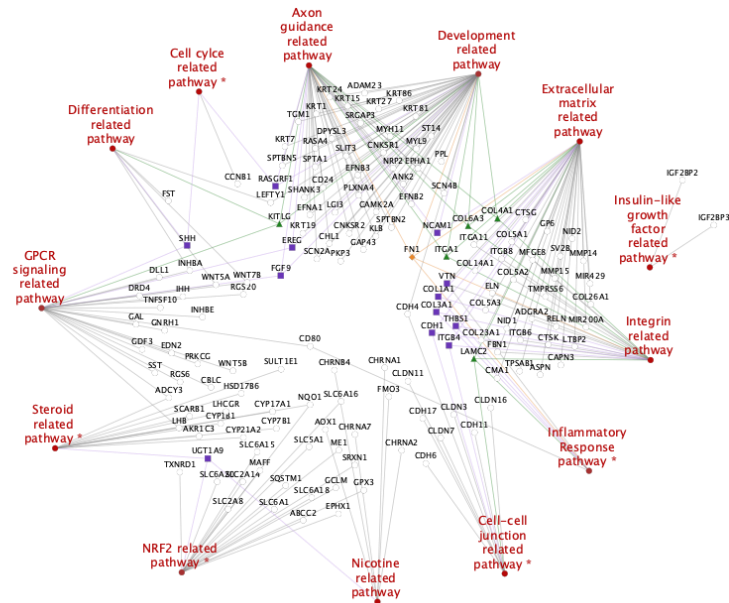 Axon
guidance
related
pathway
Development
related
pathway
Cell cylce
related
pathway *
Extracellular
matrix
related
pathway
Differentiation
related
pathway
Insulin-like
growth
factor related
pathway *
GPCR
signaling
related
pathway
Integrin
related
pathway
Steroid
related
pathway *
Inflammatory
Response
pathway *
NRF2 related
pathway *
Nicotine
related
pathway
Cell-cell
junction
related
pathway *
KRT24
ADAM23
KRT15
KRT86
KRT1
KRT27
TGM1
SRGAP3
KRT81
DPYSL3
MYH11
ST14
KRT7
RASA4
CNKSR1
MYL9
SLIT3
SPTBN5
SPTA1
NRP2
EPHA1
PPL
EFNB3
RASGRF1
CD24
ANK2
SCN4B
CCNB1
LEFTY1
SHANK3
PLXNA4
EFNB2
FST
EFNA1
LGI3
CAMK2A
KITLG
KRT19
CNKSR2
SPTBN2
KLB
NCAM1
COL6A3
COL4A1
CTSG
SHH
EREG
CHL1
GAP43
FN1
ITGA11
COL5A1
GP6
NID2
SCN2A
PKP3
ITGA1
ITGB8
SV2B
MMP14
INHBA
COL14A1
MFGE8
DLL1
WNT5A
WNT7B
FGF9
VTN
COL5A2
MMP15
MIR429
DRD4
IHH
RGS20
COL1A1
ELN
TMPRSS6
COL26A1
TNFSF10
COL3A1
COL5A3
ADGRA2
GAL
INHBE
CDH4
THBS1
RELN
MIR200A
GNRH1
CDH1
COL23A1
NID1
ITGB6
GDF3
EDN2
CD80
ITGB4
FBN1
CTSK
LTBP2
PRKCG
LAMC2
CAPN3
SST
WNT5B
SULT1E1
CHRNB4
CHRNA1
TPSAB1
ASPN
RGS6
CMA1
ADCY3
CBLC
HSD17B6
FMO3
CLDN11
SLC6A16
NQO1
SCARB1
LHCGR
CYP17A1
CDH17
CLDN3
CLDN16
LHB
AOX1
CHRNA7
AKR1C3
CYP21A2
CYP7B1
CLDN7
CDH11
SLC6A15
SLC5A1
ME1
CHRNA2
UGT1A9
SRXN1
CDH6
TXNRD1
MAFF
SLC2A14
SQSTM1
GCLM
GPX3
SLC6A18
SLC2A8
SLC6A1
EPHX1
ABCC2
IGF2BP2
IGF2BP3